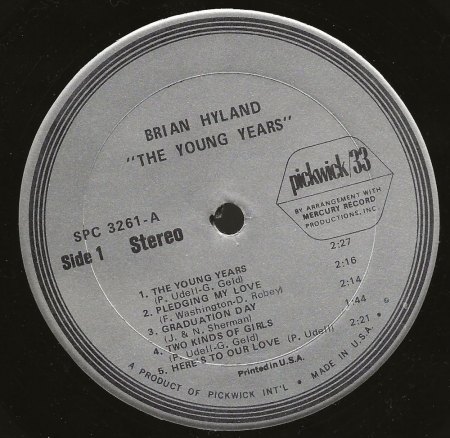 BRIAN HYLAND
"THE YOUNG YEARS"
pickwick/33
BY ARRANGEMENT WITH
MERCURY RECORD
PRODUCTIONS, INC.
SPC 3261-A
Side 1 Stereo
1. THE YOUNG YEARS 2:27
(P. Udell-G. Geld)
2. PLEDGING MY LOVE 2:16
(F. Washington-D. Robey)
3. GRADUATION DAY 2:14
(J. & N. Sherman)
4. TWO KINDS OF GIRLS 1:44
(P. Udell-G. Geld)
5. HERE'S TO OUR LOVE (P. Udell) 2:21
Printed in U.S.A.
A PRODUCT OF PICKWICK INT'L • MADE IN U.S.A.